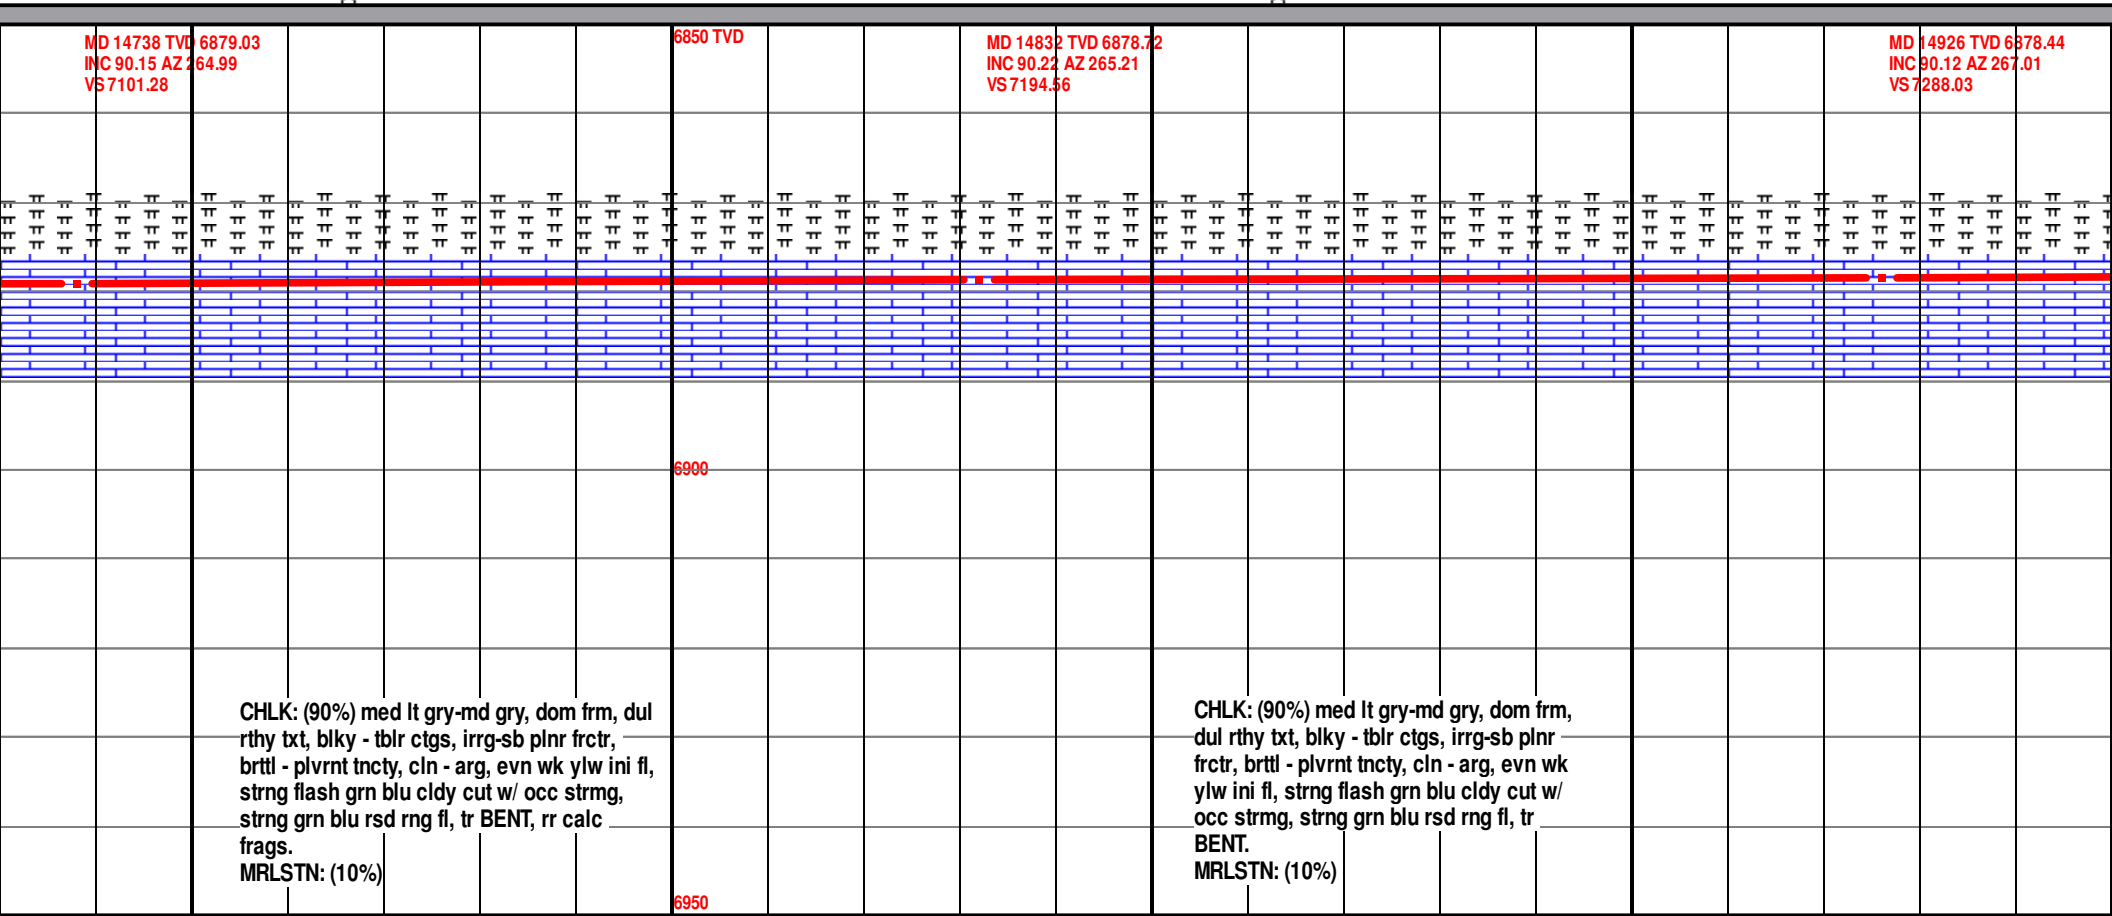 MD 14738 TVD 6879.03
INC 90.15 AZ 264.99
VS 7101.28
6850 TVD
MD 14832 TVD 6878.72
INC 90.22 AZ 265.21
VS 7194.56
MD 14926 TVD 6878.44
INC 90.12 AZ 267.01
VS 7288.03
6900
CHLK: (90%) med lt gry-md gry, dom frm, dul
rthy txt, blky - tblr ctgs, irrg-sb plnr frctr,
brttl - plvrnt tncty, cln - arg, evn wk ylw ini fl,
strng flash grn blu cldy cut w/ occ strmg,
strng grn blu rsd rng fl, tr BENT, rr calc
frags.
MRLSTN: (10%)
CHLK: (90%) med lt gry-md gry, dom frm,
dul rthy txt, blky - tblr ctgs, irrg-sb plnr
frctr, brttl - plvrnt tncty, cln - arg, evn wk
ylw ini fl, strng flash grn blu cldy cut w/
occ strmg, strng grn blu rsd rng fl, tr
BENT.
MRLSTN: (10%)
6950